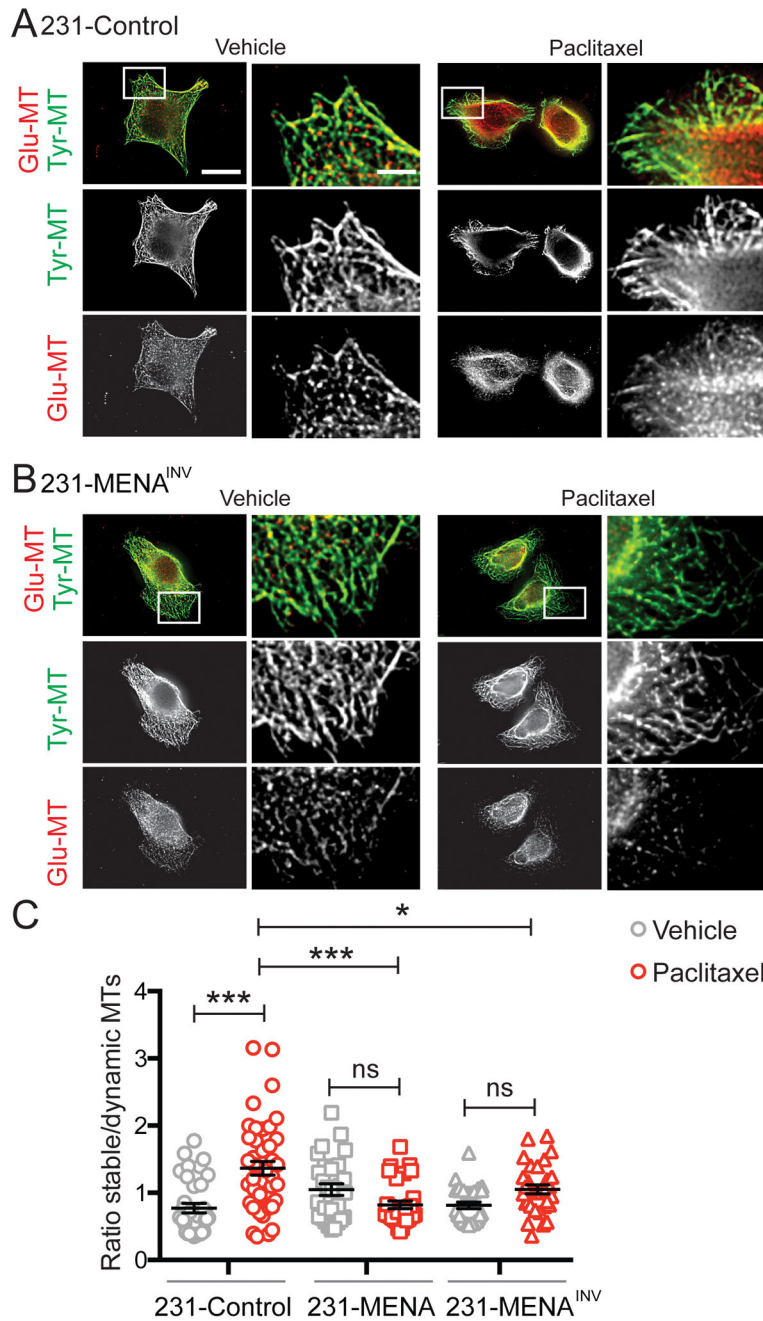 A 231-Control
Vehicle
Paclitaxel
Glu-MT
Tyr-MT
Tyr-MT
Glu-MT
B 231-MENA^INV
Vehicle
Paclitaxel
Glu-MT
Tyr-MT
Tyr-MT
Glu-MT
C
*
***
***
ns
ns
Vehicle
Paclitaxel
Ratio stable/dynamic MTs
4
3
2
1
0
231-Control 231-MENA 231-MENA^INV